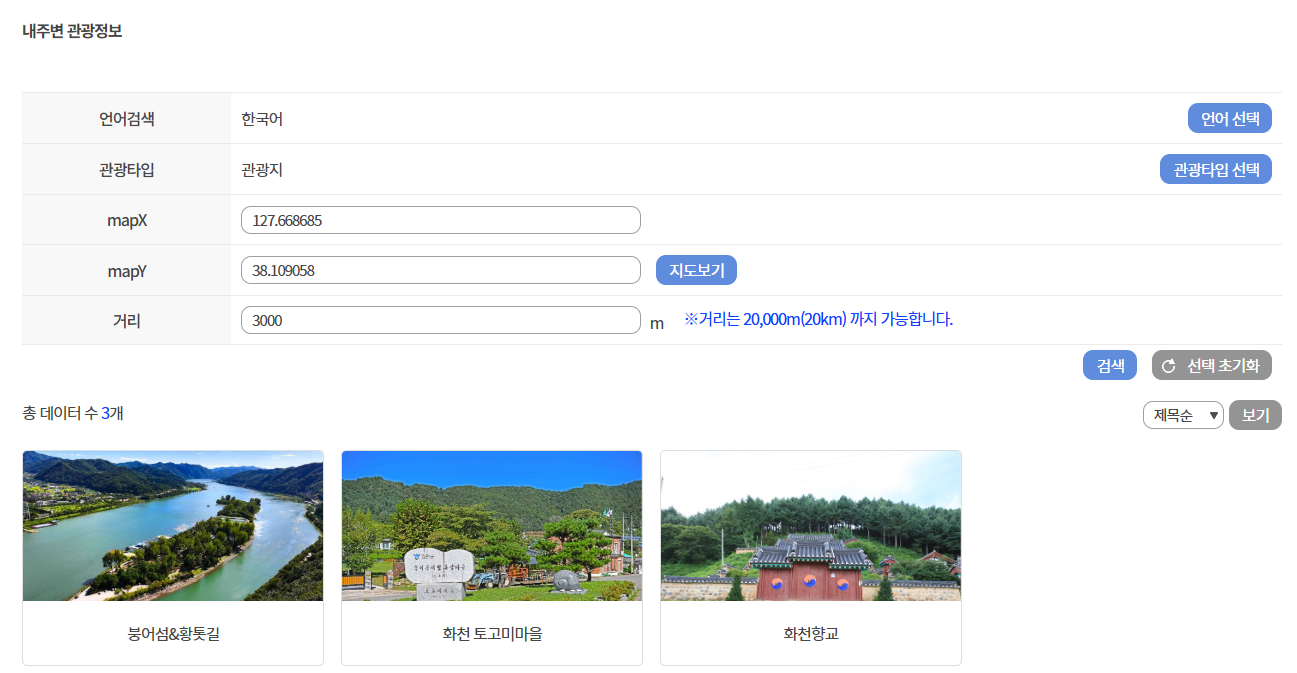 내주변 관광정보
언어검색 한국어 언어 선택
관광타입 관광지 관광타입 선택
mapX 127.668685
mapY 38.109058 지도보기
거리 3000 m ※거리는 20,000m(20km) 까지 가능합니다.
검색 선택 초기화
총 데이터 수 3개 제목순 보기
붕어섬&황톳길 화천 토고미마을 화천향교